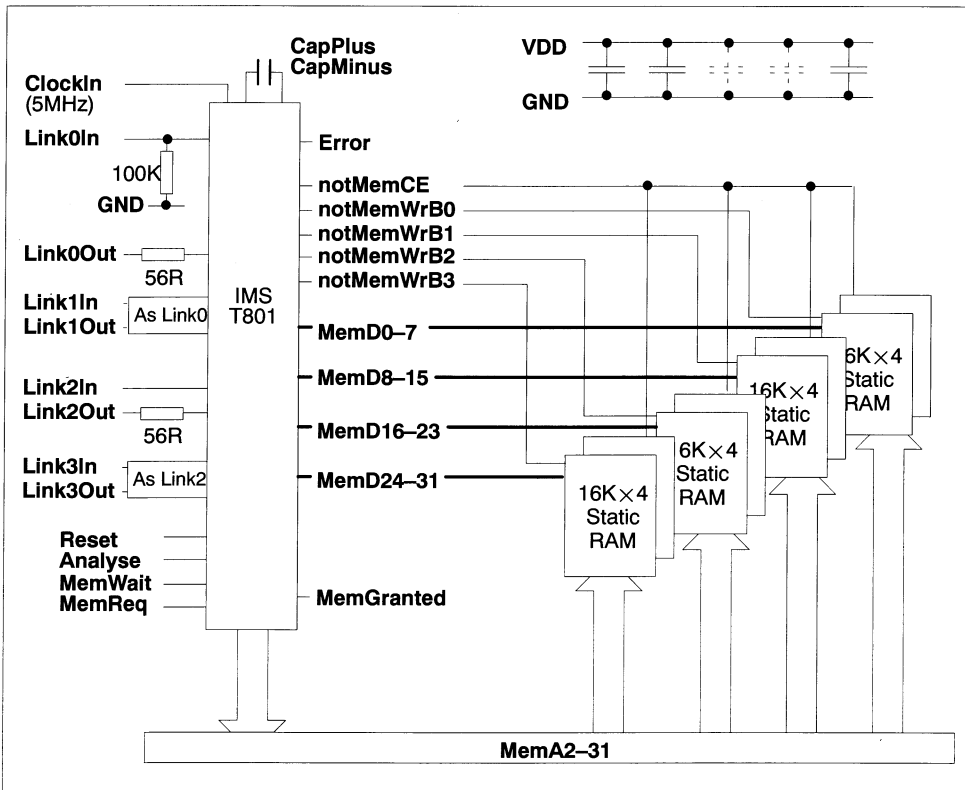 CapPlus
CapMinus
VDD
GND
ClockIn
(5MHz)
Link0In
100K
GND
Link0Out
56R
Link1In
Link1Out
As Link0
Link2In
Link2Out
56R
Link3In
Link3Out
As Link2
Reset
Analyse
MemWait
MemReq
IMS
T801
Error
notMemCE
notMemWrB0
notMemWrB1
notMemWrB2
notMemWrB3
MemD0–7
MemD8–15
MemD16–23
MemD24–31
MemGranted
6K×4
Static
RAM
16K×4
Static
RAM
6K×4
Static
RAM
16K×4
Static
RAM
MemA2–31